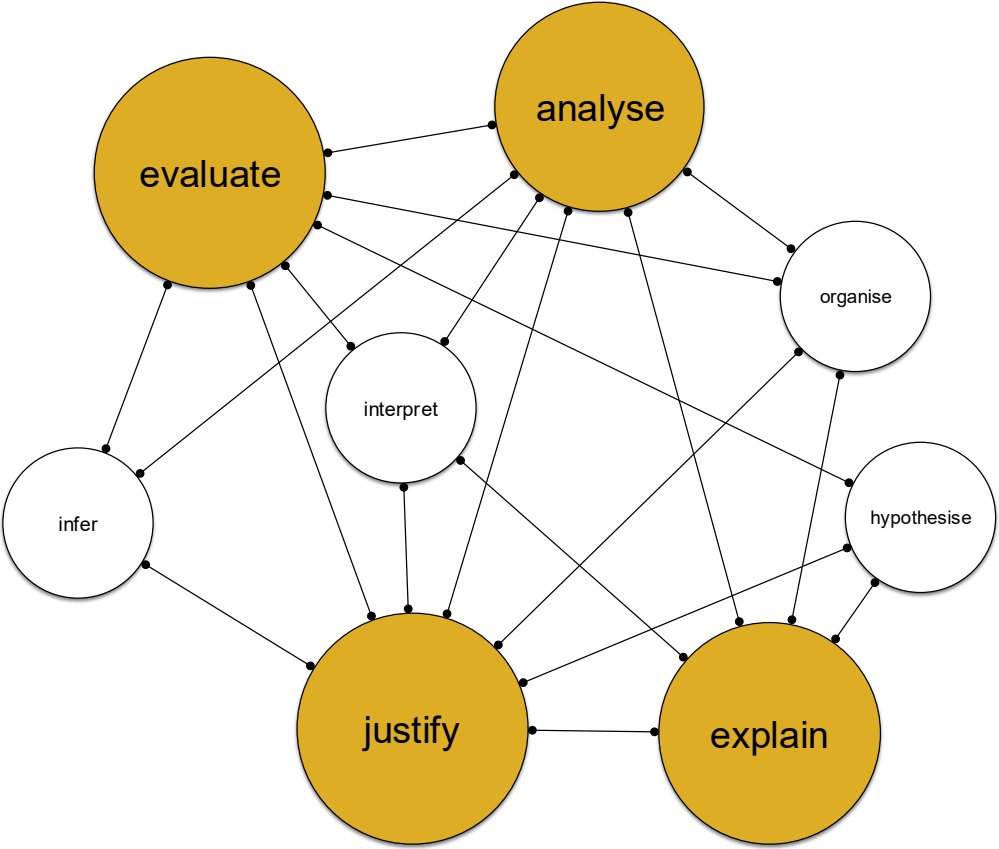 analyse
evaluate
organise
interpret
hypothesise
infer
justify
explain